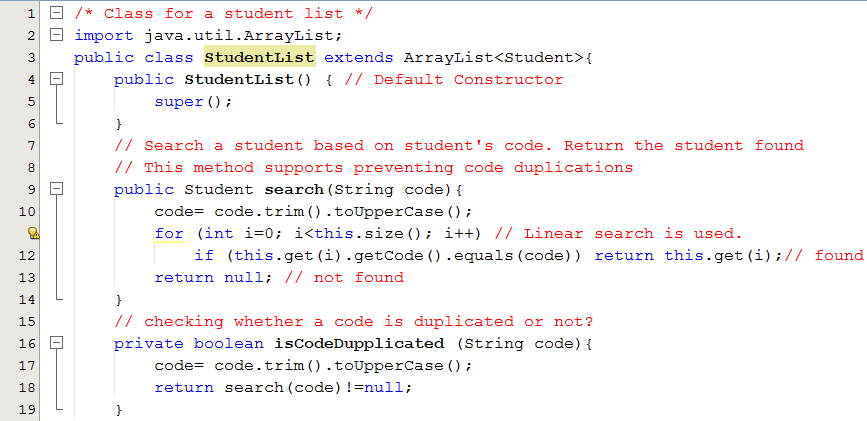 1 /* Class for a student list */
2 import java.util.ArrayList;
3 public class StudentList extends ArrayList<Student>{
4 public StudentList() { // Default Constructor
5 super();
6 }
7 // Search a student based on student's code. Return the student found
8 // This method supports preventing code duplications
9 public Student search(String code){
10 code= code.trim().toUpperCase();
for (int i=0; i<this.size(); i++) // Linear search is used.
12 if (this.get(i).getCode().equals(code)) return this.get(i);// found
13 return null; // not found
14 }
15 // checking whether a code is duplicated or not?
16 private boolean isCodeDupplicated (String code){
17 code= code.trim().toUpperCase();
18 return search(code)!=null;
19 }